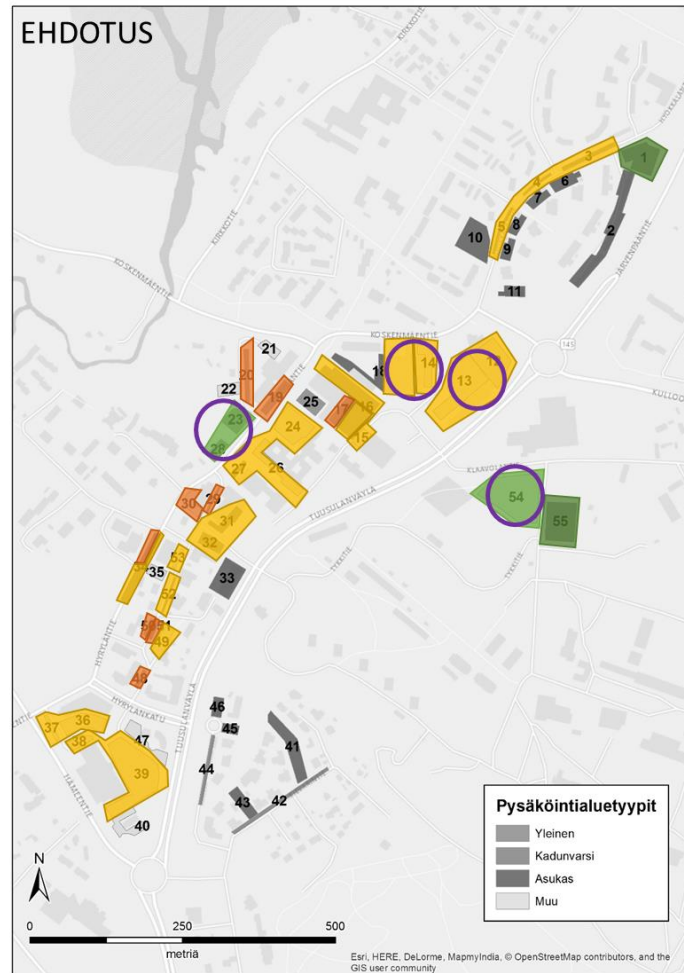 EHDOTUS
KIRKKOTIE
HYÖKKÄLÄNTIE
1
3
4
6
7
5
8
9
10
2
11
KIRKKOTIE
JÄRVENPÄÄNTIE
KOSKENMÄENTIE
KOSKENMÄENTIE
145
21
20
22
19
25
18
14
12
13
17
16
15
23
24
28
27
26
TUUSULANVÄYLÄ
54
55
TYKKITIE
TYKKITIE
30
29
31
32
35
53
33
52
49
48
HYRYLÄNTIE
HYRYLÄNKATU
TUUSULANVÄYLÄ
46
45
47
36
37
38
39
40
41
44
43
42
HÄMEENTIE
N
0 250 500
metriä
Pysäköintialuetyypit
Yleinen
Kadunvarsi
Asukas
Muu
Esri, HERE, DeLorme, MapmyIndia, © OpenStreetMap contributors, and the
GIS user community